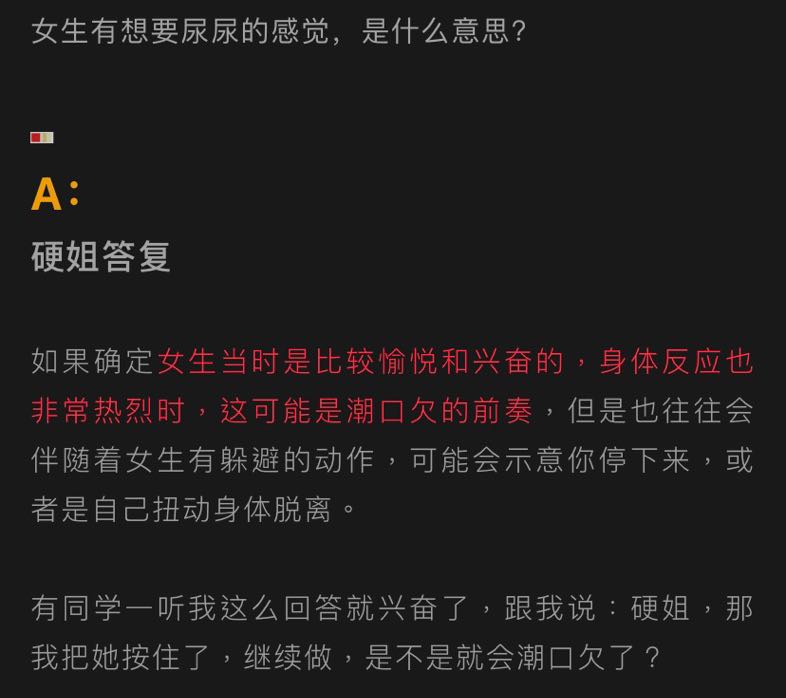 女生有想要尿尿的感觉，是什么意思？
A：
硬姐答复
如果确定女生当时是比较愉悦和兴奋的，身体反应也
非常热烈时，这可能是潮口欠的前奏，但是也往往会
伴随着女生有躲避的动作，可能会示意你停下来，或
者是自己扭动身体脱离。
有同学一听我这么回答就兴奋了，跟我说：硬姐，那
我把她按住了，继续做，是不是就会潮口欠了？